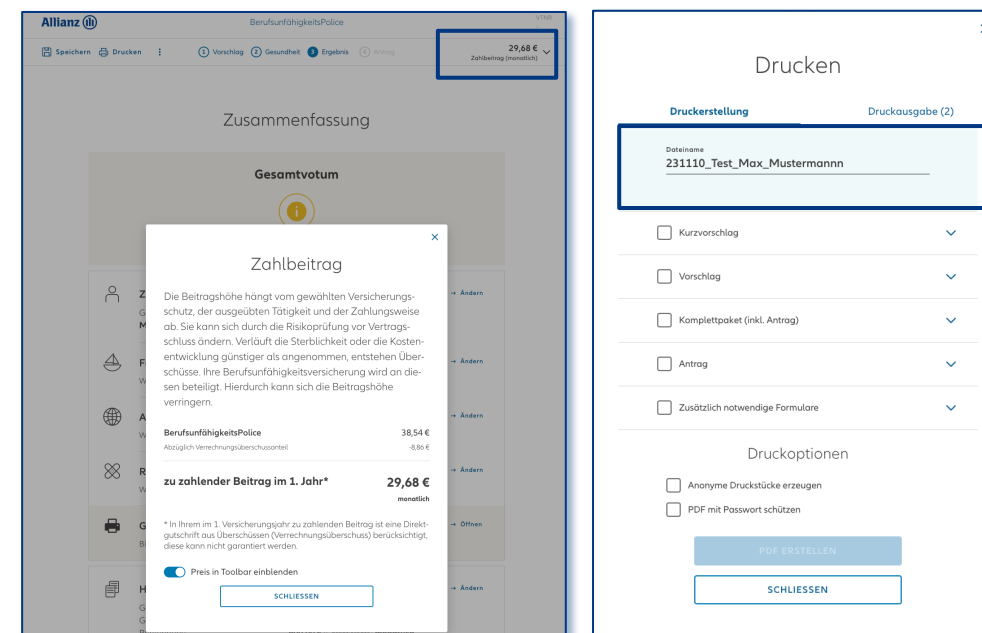 Allianz
BerufsunfähigkeitsPolice
VTNR
Speichern Drucken
1 Vorschlag 2 Gesundheit 3 Ergebnis 4 Antrag
29,68 €
Zahlbeitrag (monatlich)
Zusammenfassung
Gesamtvotum
i
Zahlbeitrag
Die Beitragshöhe hängt vom gewählten Versicherungs-
schutz, der ausgeübten Tätigkeit und der Zahlungsweise
ab. Sie kann sich durch die Risikoprüfung vor Vertrags-
schluss ändern. Verläuft die Sterblichkeit oder die Kosten-
entwicklung günstiger als angenommen, entstehen Über-
schüsse. Ihre Berufsunfähigkeitsversicherung wird an die-
sen beteiligt. Hierdurch kann sich die Beitragshöhe
verringern.
BerufsunfähigkeitsPolice 38,54 €
Abzüglich Verrechnungsüberschussanteil -8,86 €
zu zahlender Beitrag im 1. Jahr* 29,68 €
monatlich
* In Ihrem im 1. Versicherungsjahr zu zahlenden Beitrag ist eine Direkt-
gutschrift aus Überschüssen (Verrechnungsüberschuss) berücksichtigt,
diese kann nicht garantiert werden.
Preis in Toolbar einblenden
SCHLIESSEN
→ Ändern
→ Ändern
→ Ändern
→ Ändern
→ Öffnen
→ Ändern
Drucken
Druckerstellung Druckausgabe (2)
Dateiname
231110_Test_Max_Mustermannn
Kurzvorschlag
Vorschlag
Komplettpaket (inkl. Antrag)
Antrag
Zusätzlich notwendige Formulare
Druckoptionen
Anonyme Druckstücke erzeugen
PDF mit Passwort schützen
PDF ERSTELLEN
SCHLIESSEN